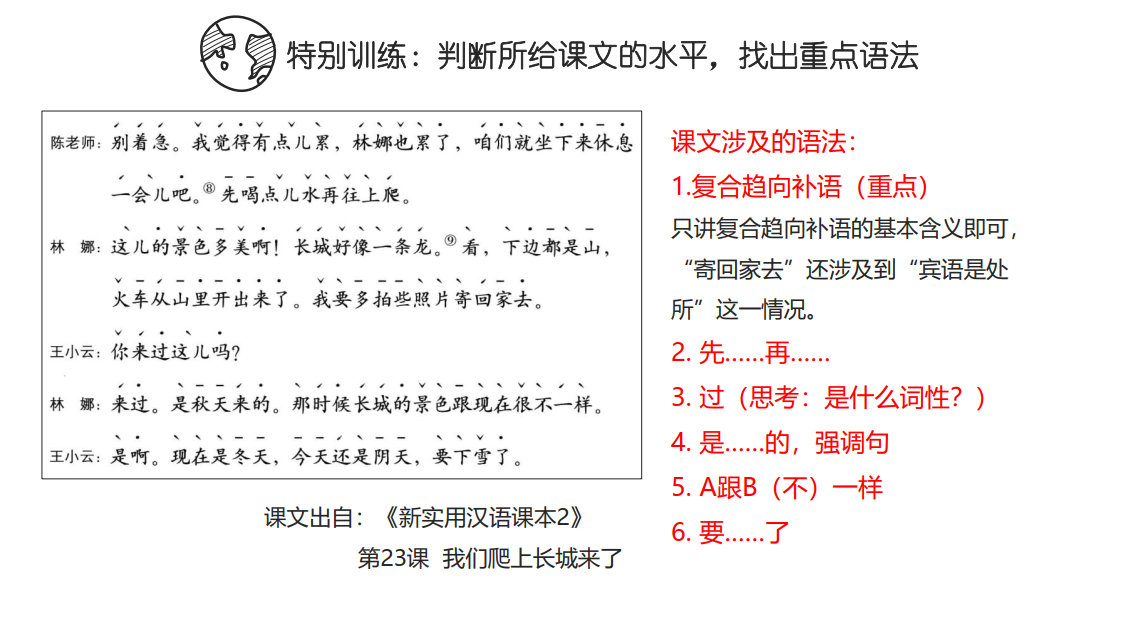 特别训练：判断所给课文的水平，找出重点语法
陈老师：别着急。我觉得有点儿累，林娜也累了，咱们就坐下来休息
一会儿吧。⑧先喝点儿水再往上爬。
林　娜：这儿的景色多美啊！长城好像一条龙。⑨看，下边都是山，
火车从山里开出来了。我要多拍些照片寄回家去。
王小云：你来过这儿吗？
林　娜：来过。是秋天来的。那时候长城的景色跟现在很不一样。
王小云：是啊。现在是冬天，今天还是阴天，要下雪了。
课文出自：《新实用汉语课本2》
第23课 我们爬上长城来了
课文涉及的语法：
1.复合趋向补语（重点）
只讲复合趋向补语的基本含义即可，
“寄回家去”还涉及到“宾语是处
所”这一情况。
2. 先……再……
3. 过（思考：是什么词性？）
4. 是……的，强调句
5. A跟B（不）一样
6. 要……了